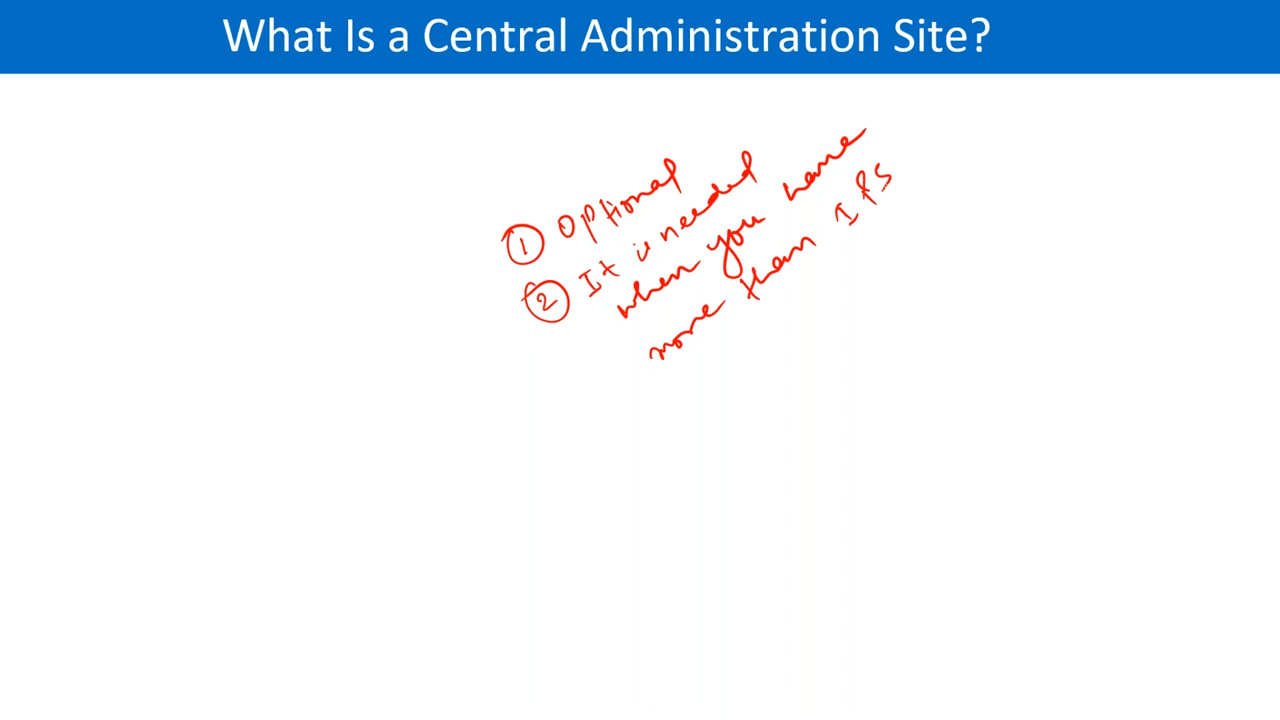 What Is a Central Administration Site?
① Optional
② It is needed
when you have
more than 1 PS